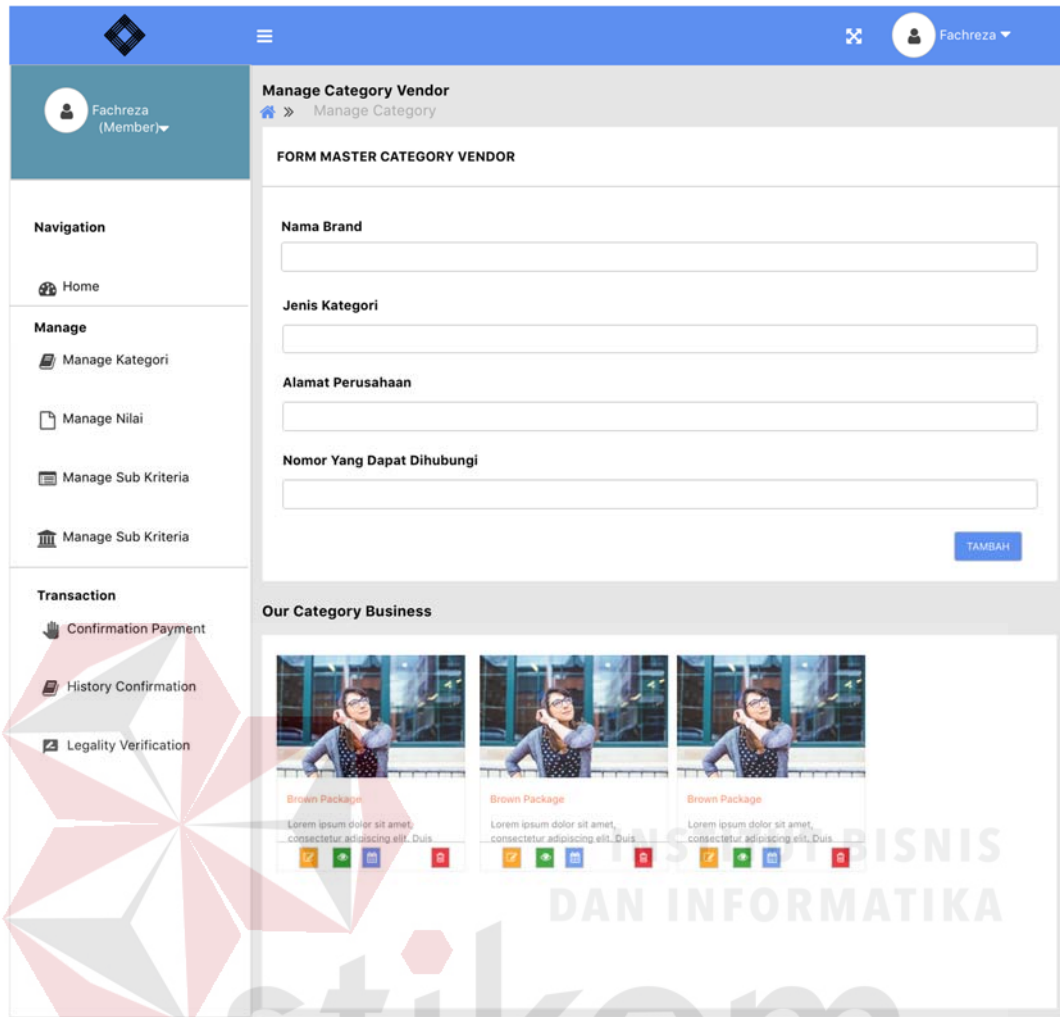 Fachreza
Fachreza
(Member)
Navigation
Home
Manage
Manage Kategori
Manage Nilai
Manage Sub Kriteria
Manage Sub Kriteria
Transaction
Confirmation Payment
History Confirmation
Legality Verification
Manage Category Vendor
Manage Category
FORM MASTER CATEGORY VENDOR
Nama Brand
Jenis Kategori
Alamat Perusahaan
Nomor Yang Dapat Dihubungi
TAMBAH
Our Category Business
Brown Package
Lorem ipsum dolor sit amet,
consectetur adipiscing elit. Duis
Brown Package
Lorem ipsum dolor sit amet,
consectetur adipiscing elit. Duis
Brown Package
Lorem ipsum dolor sit amet,
consectetur adipiscing elit. Duis
BISNIS
DAN INFORMATIKA
stikom